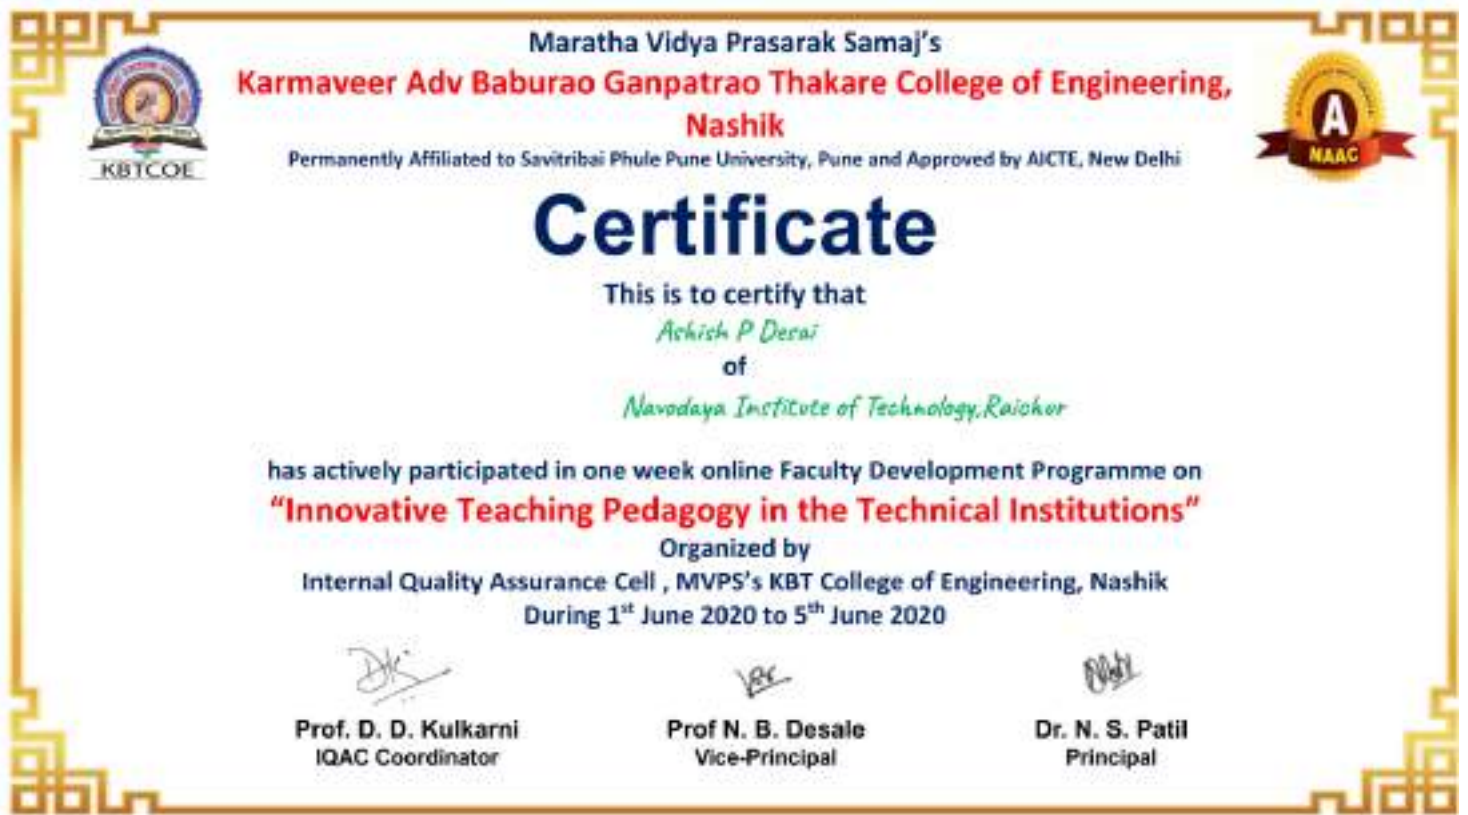 Maratha Vidya Prasarak Samaj's
Karmaveer Adv Baburao Ganpatrao Thakare College of Engineering,
Nashik
Permanently Affiliated to Savitribai Phule Pune University, Pune and Approved by AICTE, New Delhi
KBTCOE
A
NAAC
Certificate
This is to certify that
Ashish P Desai
of
Navodaya Institute of Technology,Raichur
has actively participated in one week online Faculty Development Programme on
“Innovative Teaching Pedagogy in the Technical Institutions”
Organized by
Internal Quality Assurance Cell , MVPS's KBT College of Engineering, Nashik
During 1st June 2020 to 5th June 2020
Prof. D. D. Kulkarni
IQAC Coordinator
Prof N. B. Desale
Vice-Principal
Dr. N. S. Patil
Principal